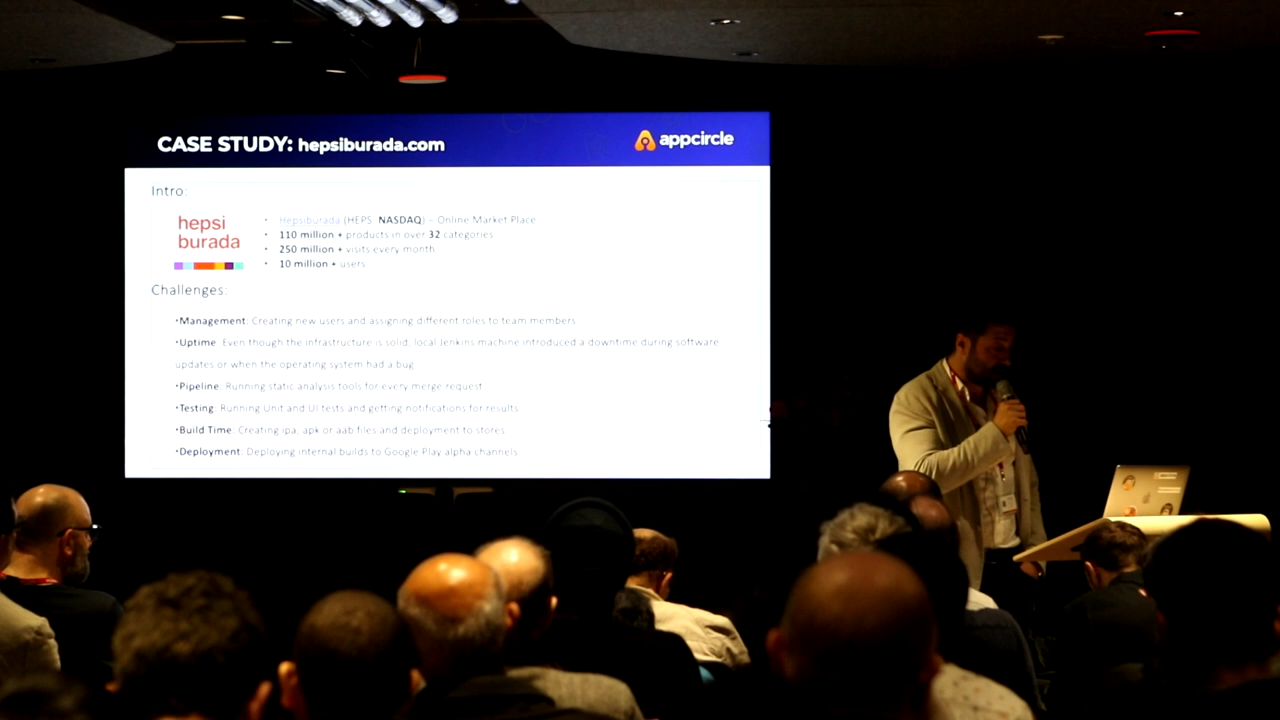 CASE STUDY: hepsiburada.com
appcircle
Intro:
hepsi
burada
• Hepsiburada (HEPS: NASDAQ) – Online Market Place
• 110 million + products in over 32 categories
• 250 million + visits every month
• 10 million + users
Challenges:
•Management: Creating new users and assigning different roles to team members
•Uptime: Even though the infrastructure is solid; local Jenkins machine introduced a downtime during software
updates or when the operating system had a bug
•Pipeline: Running static analysis tools for every merge request
•Testing: Running Unit and UI tests and getting notifications for results
•Build Time: Creating ipa, apk or aab files and deployment to stores
•Deployment: Deploying internal builds to Google Play alpha channels